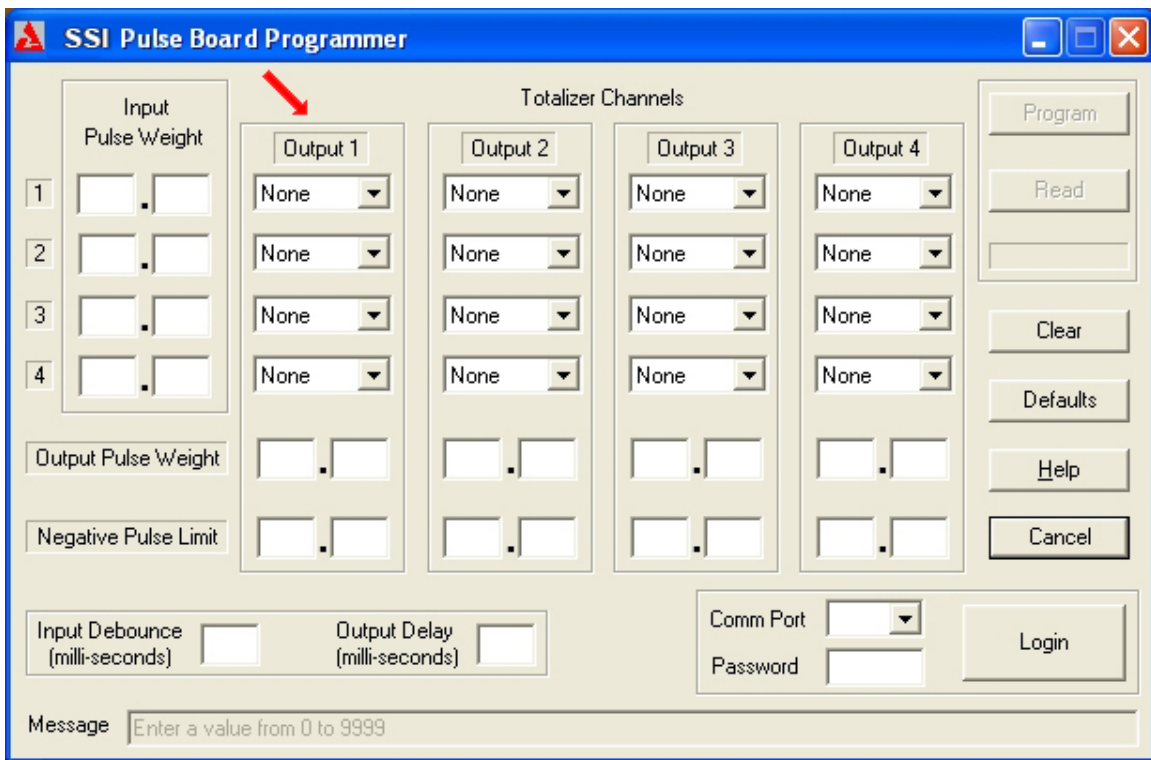 SSI Pulse Board Programmer
Input
Pulse Weight
Totalizer Channels
Output 1
Output 2
Output 3
Output 4
Program
1
.
None
None
None
None
Read
2
.
None
None
None
None
3
.
None
None
None
None
Clear
4
.
None
None
None
None
Defaults
Output Pulse Weight
.
.
.
.
Help
Negative Pulse Limit
.
.
.
.
Cancel
Input Debounce
(milli-seconds)
Output Delay
(milli-seconds)
Comm Port
Password
Login
Message
Enter a value from 0 to 9999